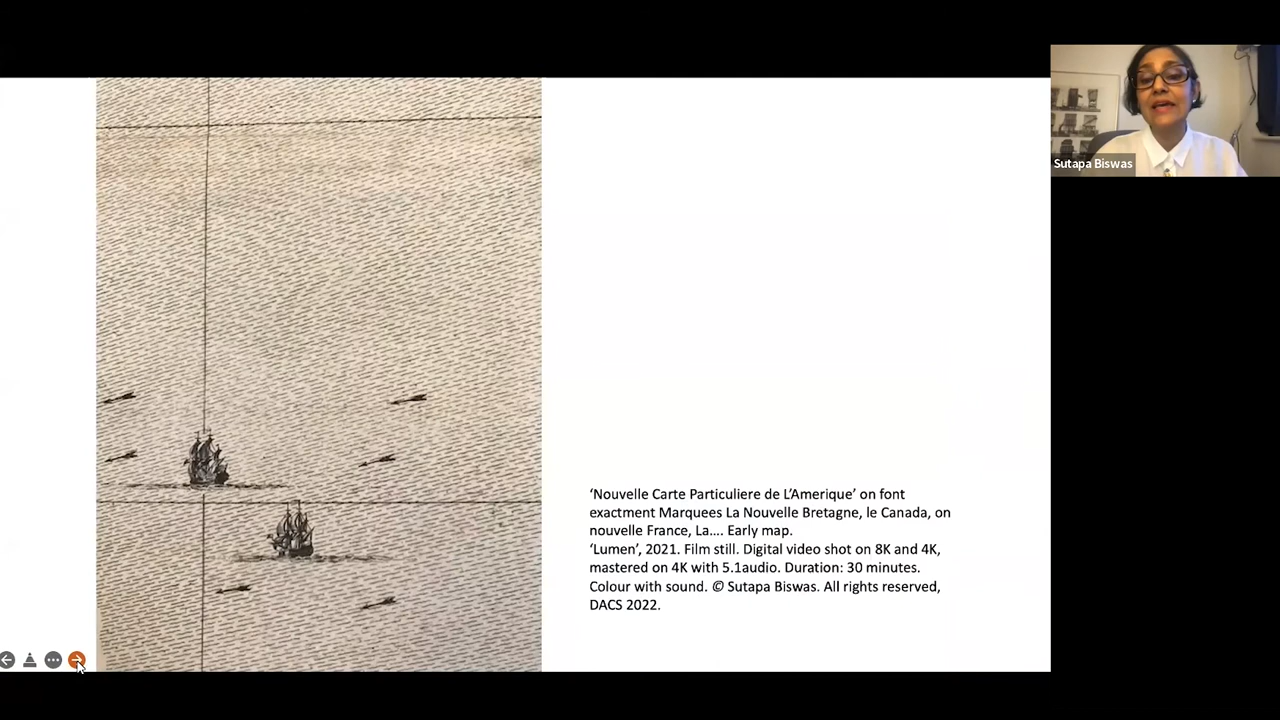 Sutapa Biswas
‘Nouvelle Carte Particuliere de L’Amerique’ on font
exactment Marquees La Nouvelle Bretagne, le Canada, on
nouvelle France, La.... Early map.
‘Lumen’, 2021. Film still. Digital video shot on 8K and 4K,
mastered on 4K with 5.1audio. Duration: 30 minutes.
Colour with sound. © Sutapa Biswas. All rights reserved,
DACS 2022.